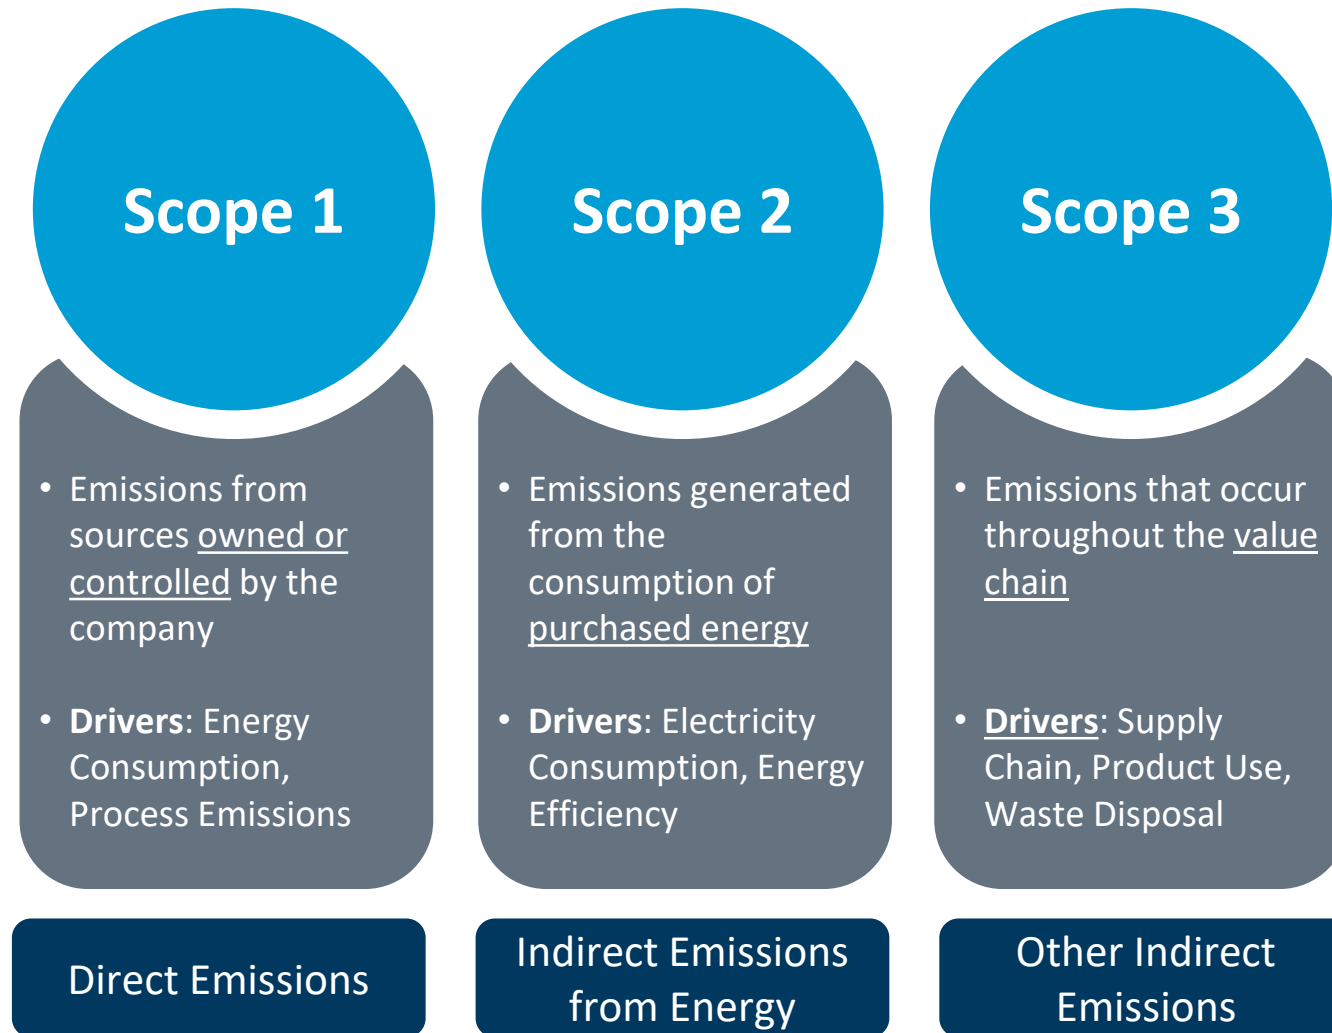 Scope 1
• Emissions from
sources owned or
controlled by the
company
• Drivers: Energy
Consumption,
Process Emissions
Direct Emissions
Scope 2
• Emissions generated
from the
consumption of
purchased energy
• Drivers: Electricity
Consumption, Energy
Efficiency
Indirect Emissions
from Energy
Scope 3
• Emissions that occur
throughout the value
chain
• Drivers: Supply
Chain, Product Use,
Waste Disposal
Other Indirect
Emissions